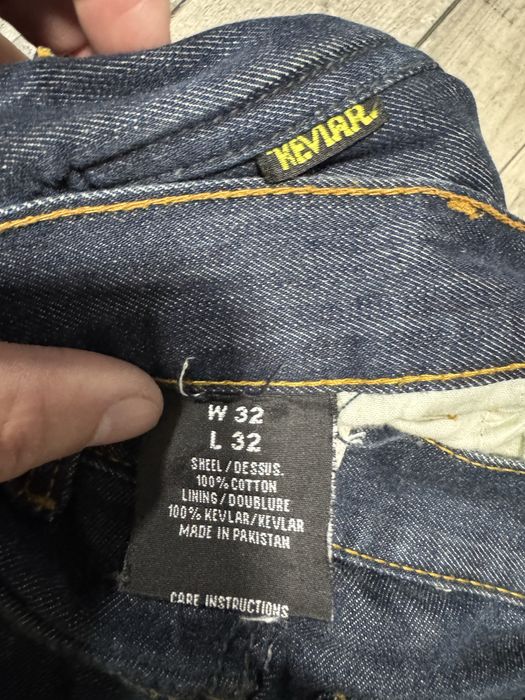 KEVLAR.
W 32
L 32
SHEEL/DESSUS.
100% COTTON
LINING/DOUBLURE
100% KEVLAR/KEVLAR
MADE IN PAKISTAN
CARE INSTRUCTIONS